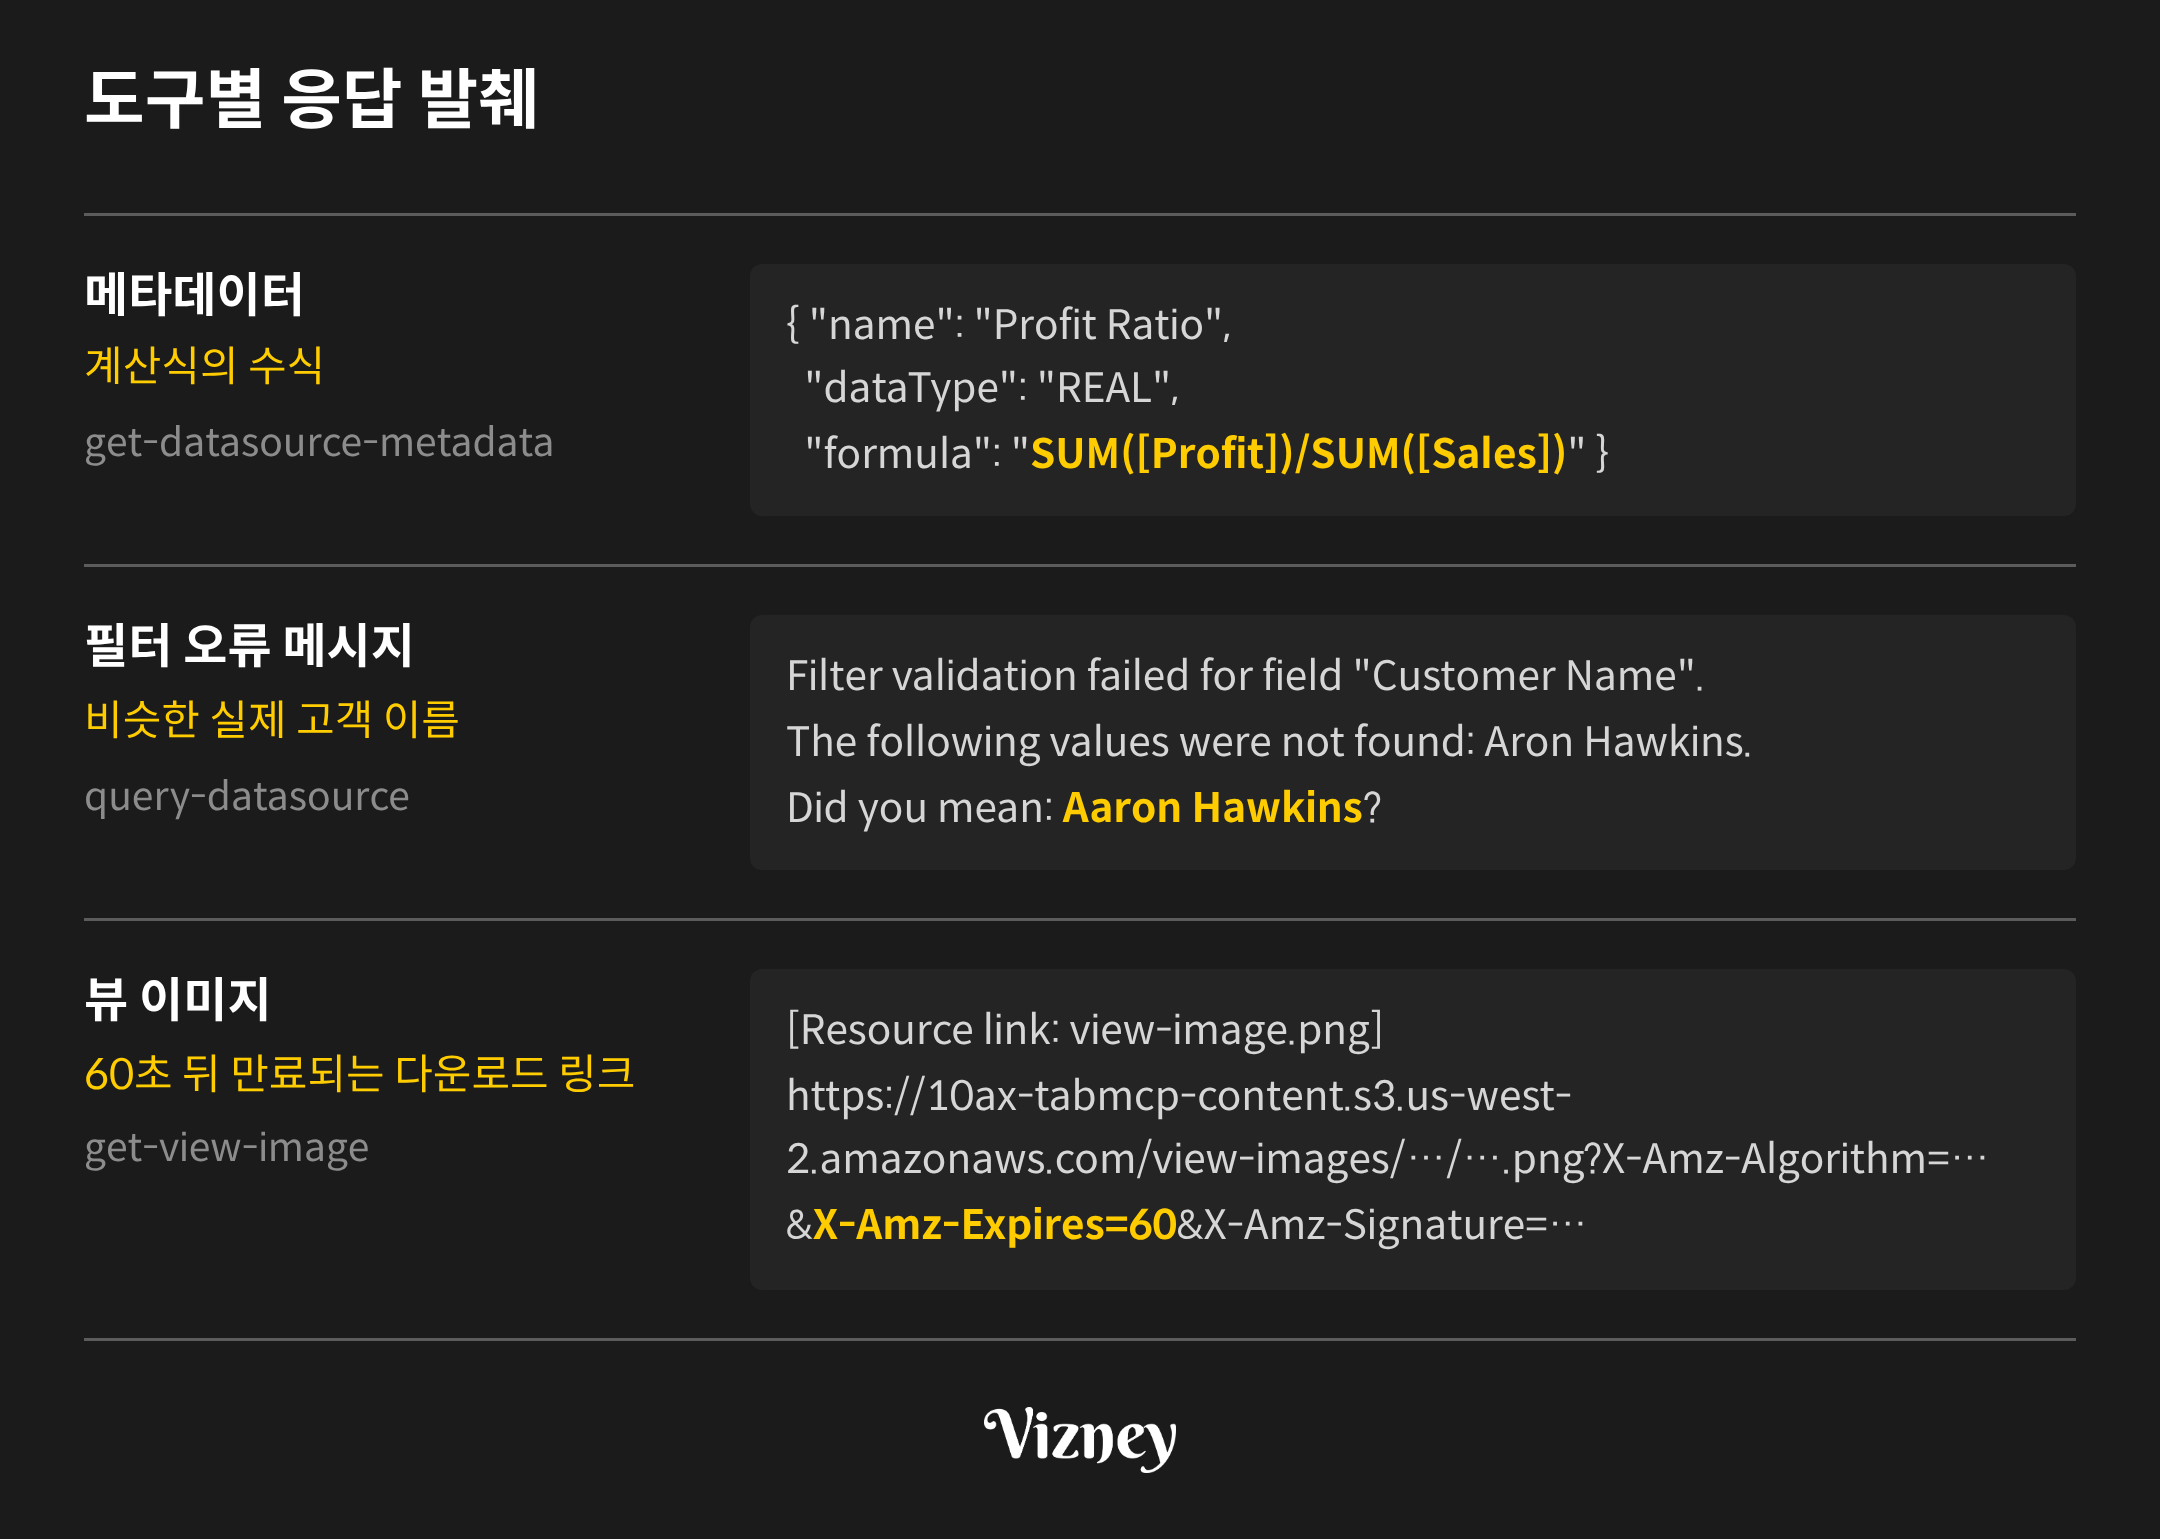 도구별 응답 발췌
메타데이터
계산식의 수식
get-datasource-metadata
{ "name": "Profit Ratio",
"dataType": "REAL",
"formula": "SUM([Profit])/SUM([Sales])" }
필터 오류 메시지
비슷한 실제 고객 이름
query-datasource
Filter validation failed for field "Customer Name".
The following values were not found: Aron Hawkins.
Did you mean: Aaron Hawkins?
뷰 이미지
60초 뒤 만료되는 다운로드 링크
get-view-image
[Resource link: view-image.png]
https://10ax-tabmcp-content.s3.us-west-
2.amazonaws.com/view-images/…/….png?X-Amz-Algorithm=…
&X-Amz-Expires=60&X-Amz-Signature=…
Vizney